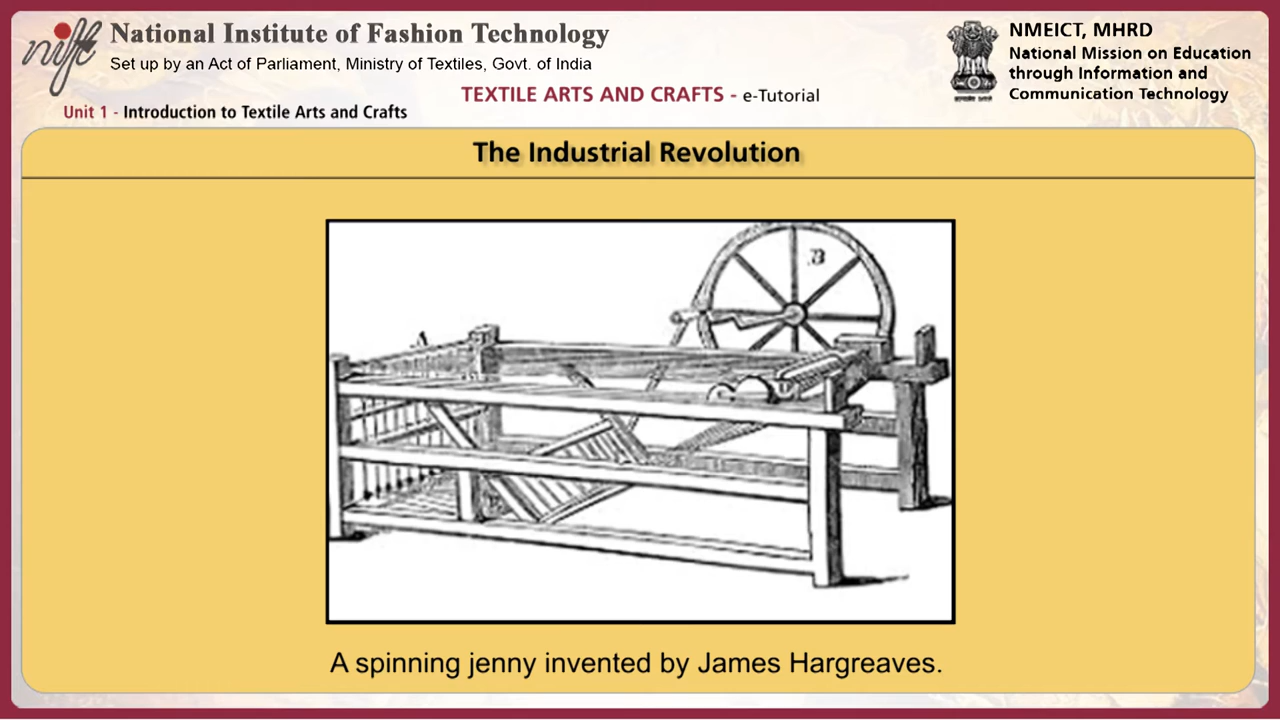 nift
National Institute of Fashion Technology
Set up by an Act of Parliament, Ministry of Textiles, Govt. of India
NMEICT, MHRD
National Mission on Education
through Information and
Communication Technology
TEXTILE ARTS AND CRAFTS - e-Tutorial
Unit 1 - Introduction to Textile Arts and Crafts
The Industrial Revolution
B
A
A spinning jenny invented by James Hargreaves.